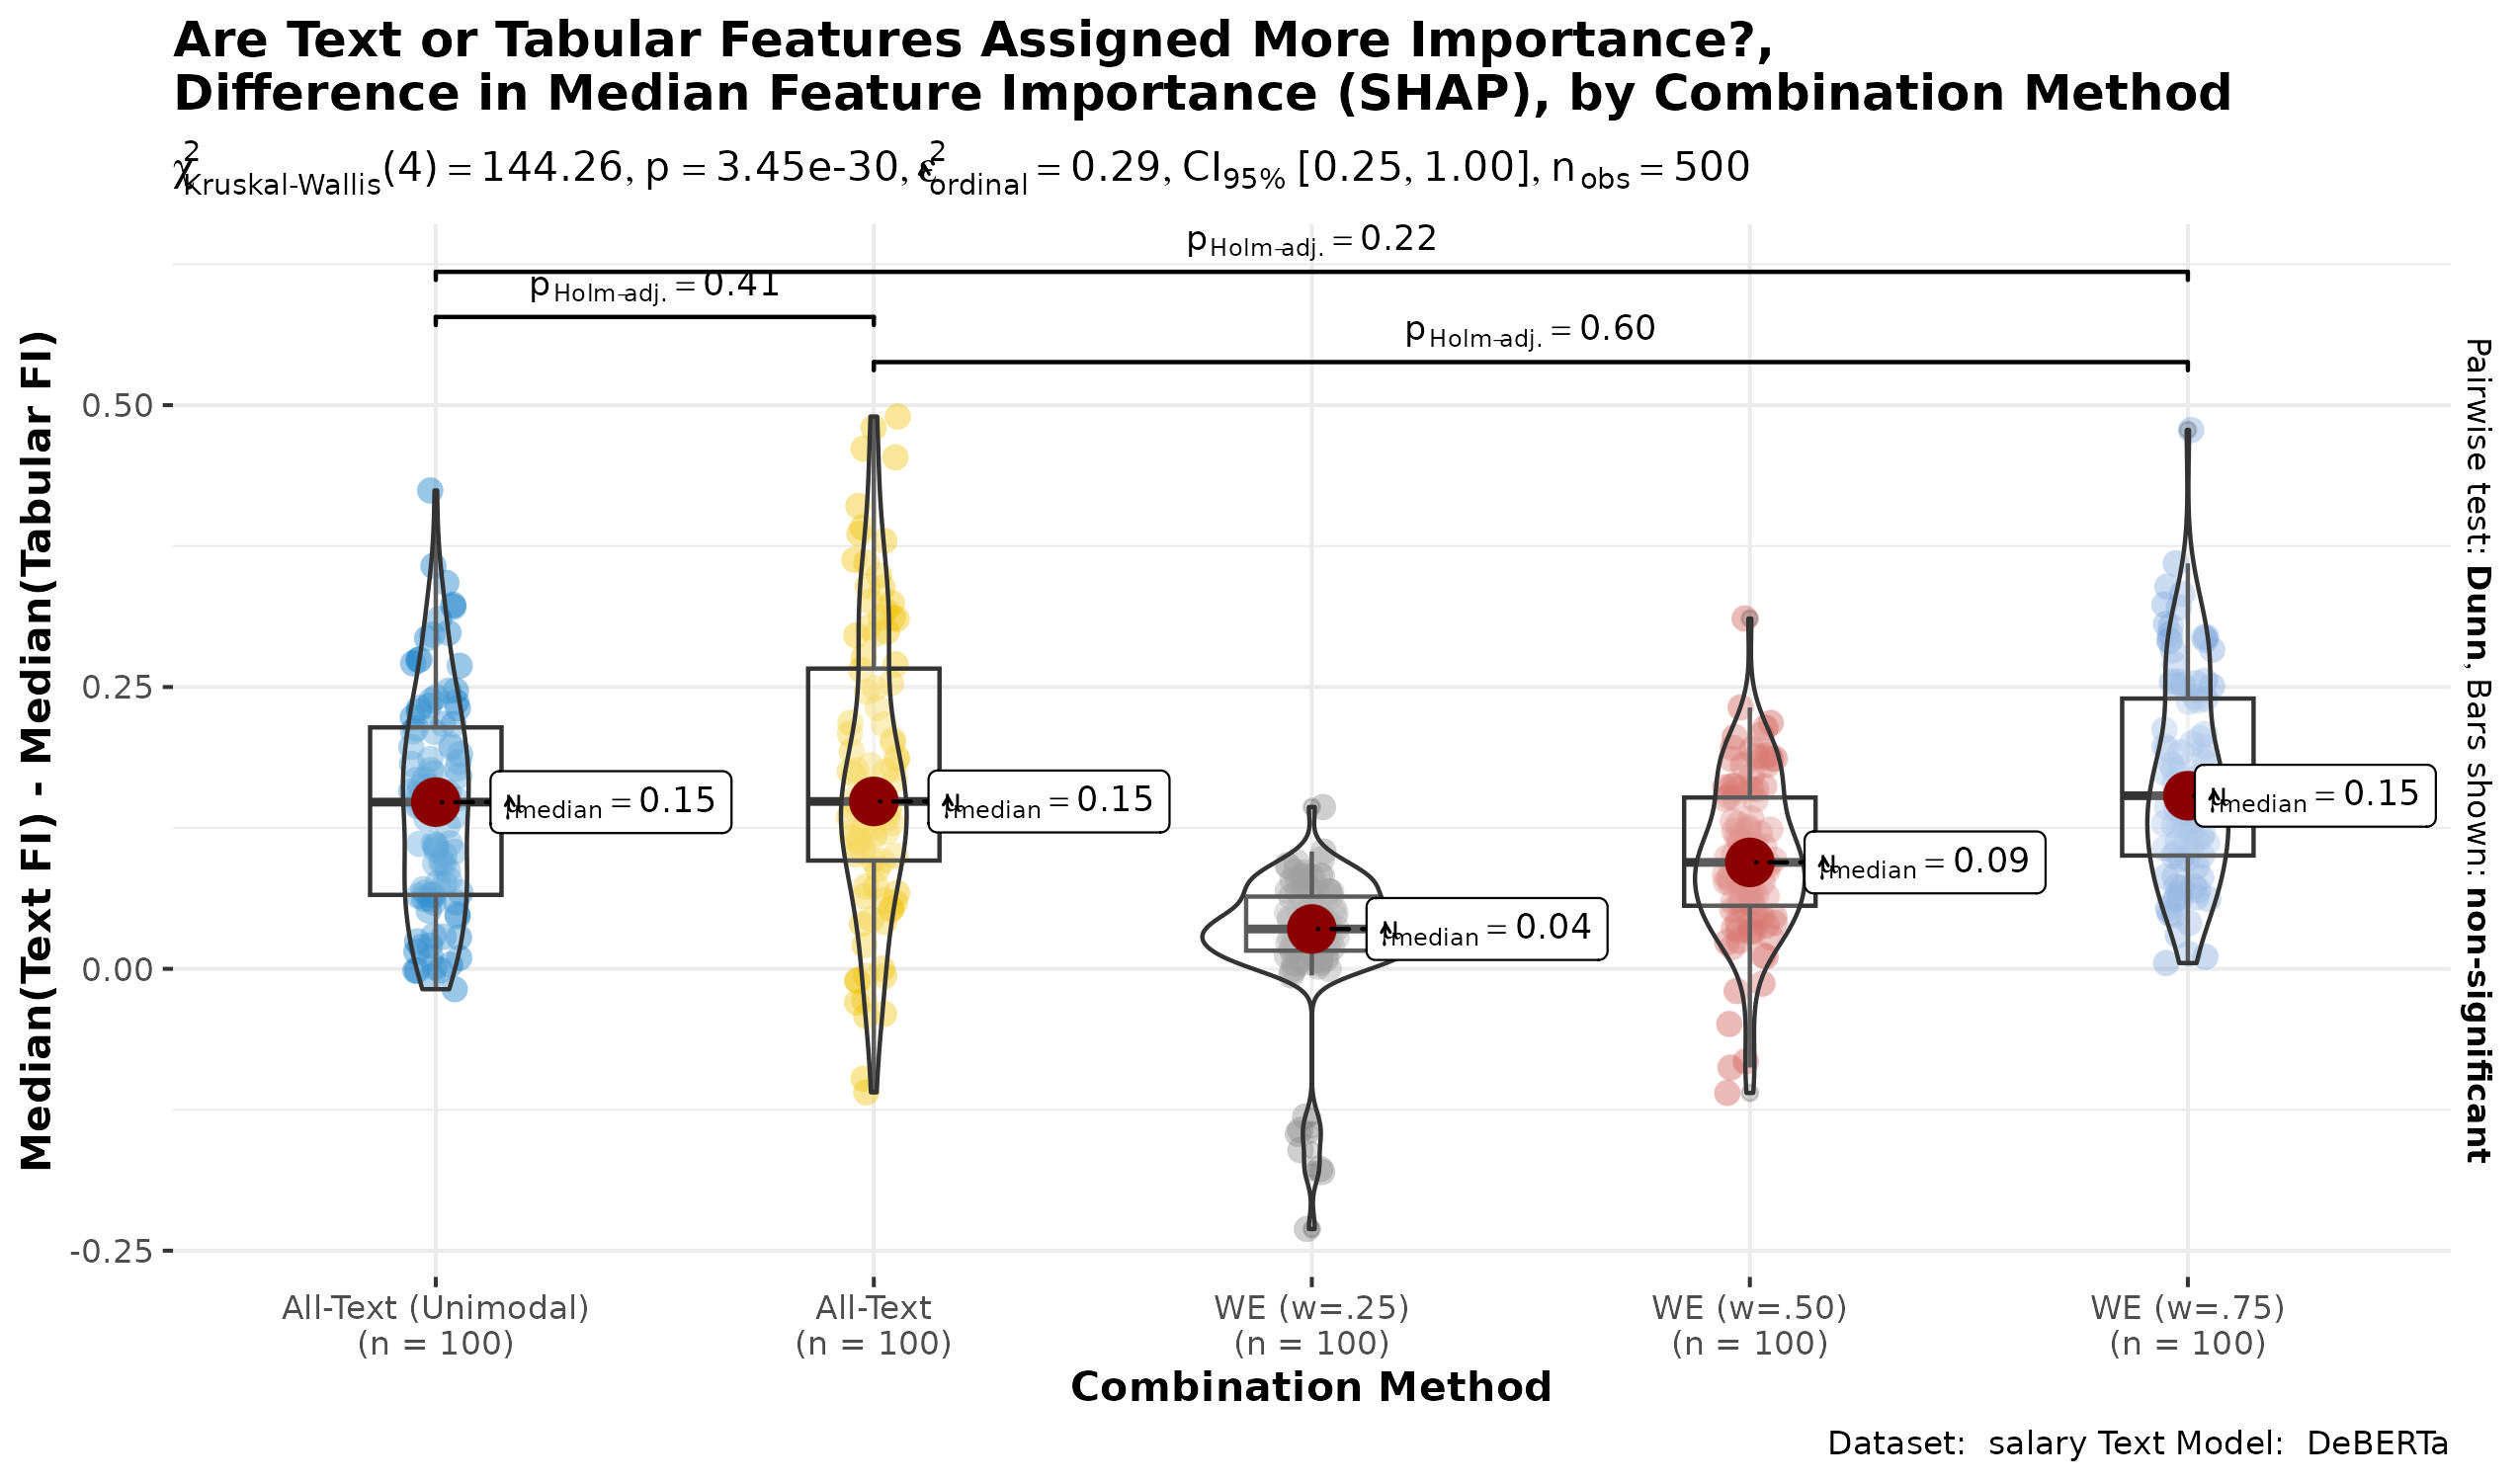 Are Text or Tabular Features Assigned More Importance?,
Difference in Median Feature Importance (SHAP), by Combination Method
χ²Kruskal-Wallis(4) = 144.26, p = 3.45e-30, ε̂²ordinal = 0.29, CI95% [0.25, 1.00], nobs = 500
pHolm-adj. = 0.22
pHolm-adj. = 0.41
pHolm-adj. = 0.60
Median(Text FI) - Median(Tabular FI)
0.50
0.25
0.00
-0.25
μ̂median = 0.15
μ̂median = 0.15
μ̂median = 0.04
μ̂median = 0.09
μ̂median = 0.15
Pairwise test: Dunn, Bars shown: non-significant
All-Text (Unimodal)
(n = 100)
All-Text
(n = 100)
WE (w=.25)
(n = 100)
WE (w=.50)
(n = 100)
WE (w=.75)
(n = 100)
Combination Method
Dataset:  salary Text Model:  DeBERTa